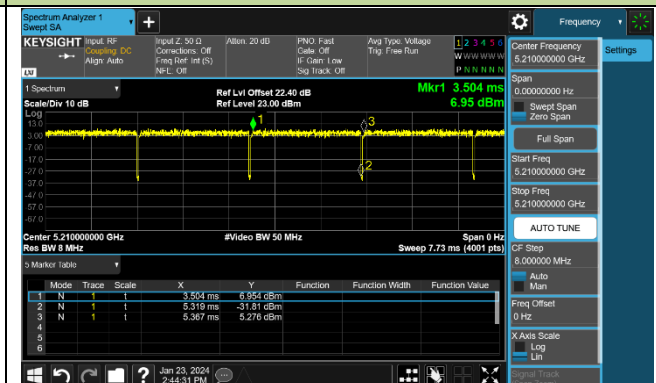 Spectrum Analyzer 1
Swept SA
+
Frequency
KEYSIGHT
Input: RF
Coupling: DC
Align: Auto
Input Z: 50 Ω
Corrections: Off
Freq Ref: Int (S)
NFE: Off
Atten: 20 dB
PNO: Fast
Gate: Off
IF Gain: Low
Sig Track: Off
Avg Type: Voltage
Trig: Free Run
1 2 3 4 5 6
W W W W W W
P N N N N N
LXI
1 Spectrum
Scale/Div 10 dB
Ref Lvl Offset 22.40 dB
Ref Level 23.00 dBm
Mkr1 3.504 ms
6.95 dBm
Log
13.0
3.00
-7.00
-17.0
-27.0
-37.0
-47.0
-57.0
-67.0
1
2
3
Center 5.210000000 GHz
Res BW 8 MHz
#Video BW 50 MHz
Span 0 Hz
Sweep 7.73 ms (4001 pts)
5 Marker Table
Mode Trace Scale X Y Function Function Width Function Value
1 N 1 t 3.504 ms 6.954 dBm
2 N 1 t 5.319 ms -31.81 dBm
3 N 1 t 5.367 ms 5.276 dBm
4
5
6
Jan 23, 2024
2:44:31 PM
?
Center Frequency
5.210000000 GHz
Settings
Span
0.00000000 Hz
Swept Span
Zero Span
Full Span
Start Freq
5.210000000 GHz
Stop Freq
5.210000000 GHz
AUTO TUNE
CF Step
8.000000 MHz
Auto
Man
Freq Offset
0 Hz
X Axis Scale
Log
Lin
Signal Track